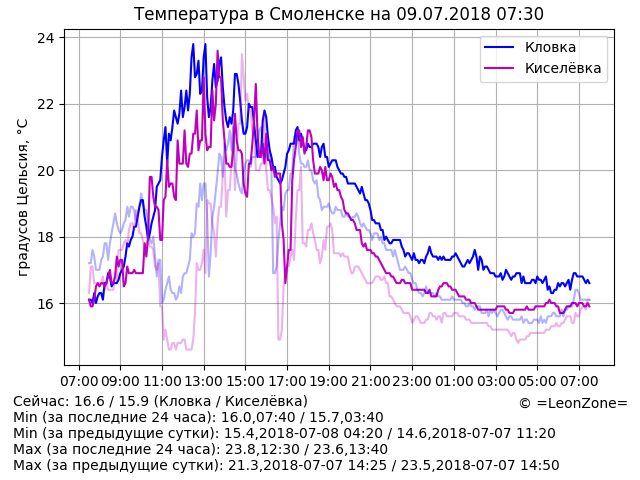 Температура в Смоленске на 09.07.2018 07:30
Кловка
Киселёвка
градусов Цельсия, °C
24
22
20
18
16
07:00 09:00 11:00 13:00 15:00 17:00 19:00 21:00 23:00 01:00 03:00 05:00 07:00
Сейчас: 16.6 / 15.9 (Кловка / Киселёвка)
© =LeonZone=
Min (за последние 24 часа): 16.0,07:40 / 15.7,03:40
Min (за предыдущие сутки): 15.4,2018-07-08 04:20 / 14.6,2018-07-07 11:20
Max (за последние 24 часа): 23.8,12:30 / 23.6,13:40
Max (за предыдущие сутки): 21.3,2018-07-07 14:25 / 23.5,2018-07-07 14:50